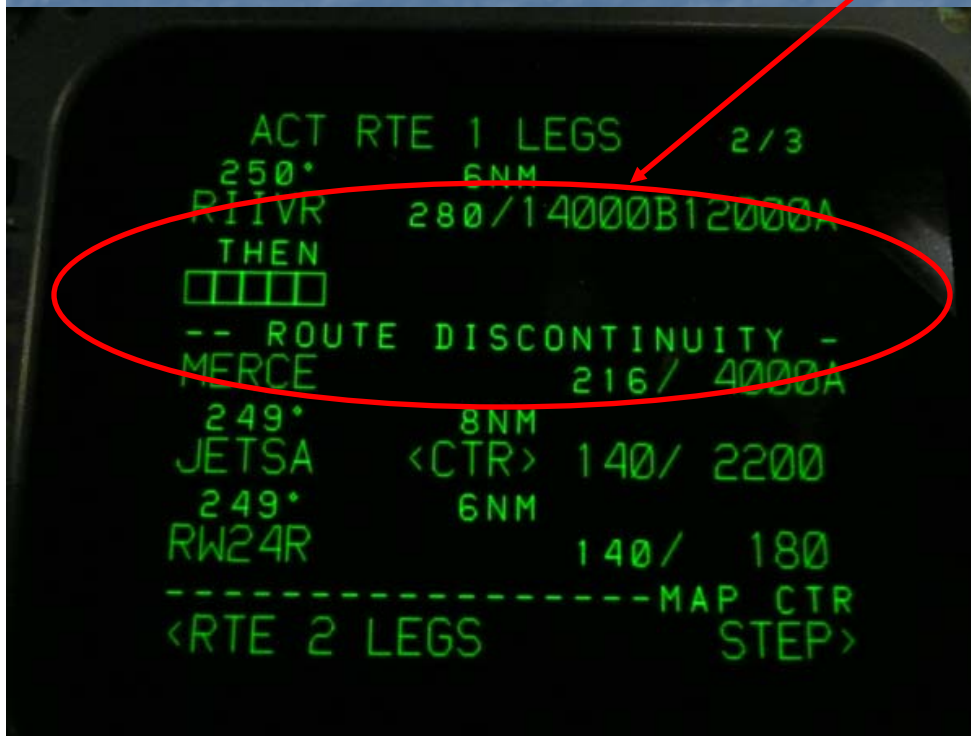 ACT RTE 1 LEGS 2/3
250° 6NM
RIIVR 280/14000B12000A
THEN
□□□□□
-- ROUTE DISCONTINUITY -
MERCE 216/ 4000A
249° 8NM
JETSA <CTR> 140/ 2200
249° 6NM
RW24R 140/ 180
-------------------MAP CTR
<RTE 2 LEGS STEP>